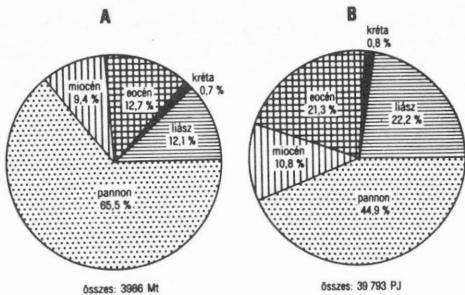 A
miocén
9,4 %
eocén
12,7 %
kréta
0,7 %
liász
12,1 %
pannon
65,5 %
összes: 3986 Mt
B
kréta
0,8 %
eocén
21,3 %
liász
22,2 %
miocén
10,8 %
pannon
44,9 %
összes: 39 793 PJ